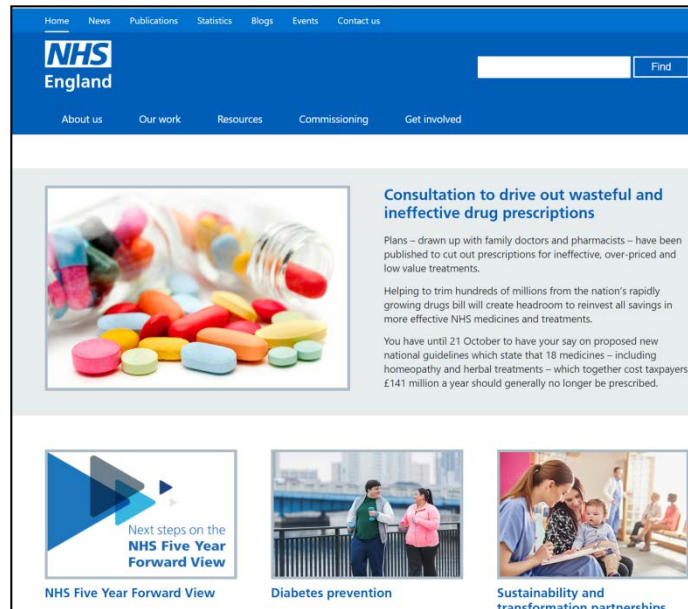 Home News Publications Statistics Blogs Events Contact us
NHS
England
Find
About us Our work Resources Commissioning Get involved
Consultation to drive out wasteful and
ineffective drug prescriptions
Plans – drawn up with family doctors and pharmacists – have been
published to cut out prescriptions for ineffective, over-priced and
low value treatments.
Helping to trim hundreds of millions from the nation's rapidly
growing drugs bill will create headroom to reinvest all savings in
more effective NHS medicines and treatments.
You have until 21 October to have your say on proposed new
national guidelines which state that 18 medicines – including
homeopathy and herbal treatments – which together cost taxpayers
£141 million a year should generally no longer be prescribed.
Next steps on the
NHS Five Year
Forward View
NHS Five Year Forward View
Diabetes prevention
Sustainability and
transformation partnerships